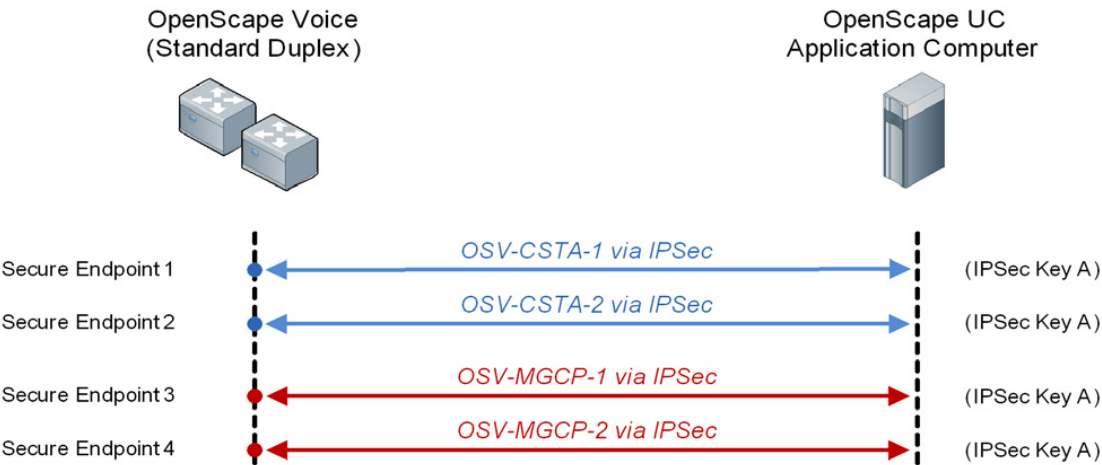 OpenScape Voice
(Standard Duplex)
OpenScape UC
Application Computer
Secure Endpoint 1
OSV-CSTA-1 via IPSec
(IPSec Key A)
Secure Endpoint 2
OSV-CSTA-2 via IPSec
(IPSec Key A)
Secure Endpoint 3
OSV-MGCP-1 via IPSec
(IPSec Key A)
Secure Endpoint 4
OSV-MGCP-2 via IPSec
(IPSec Key A)